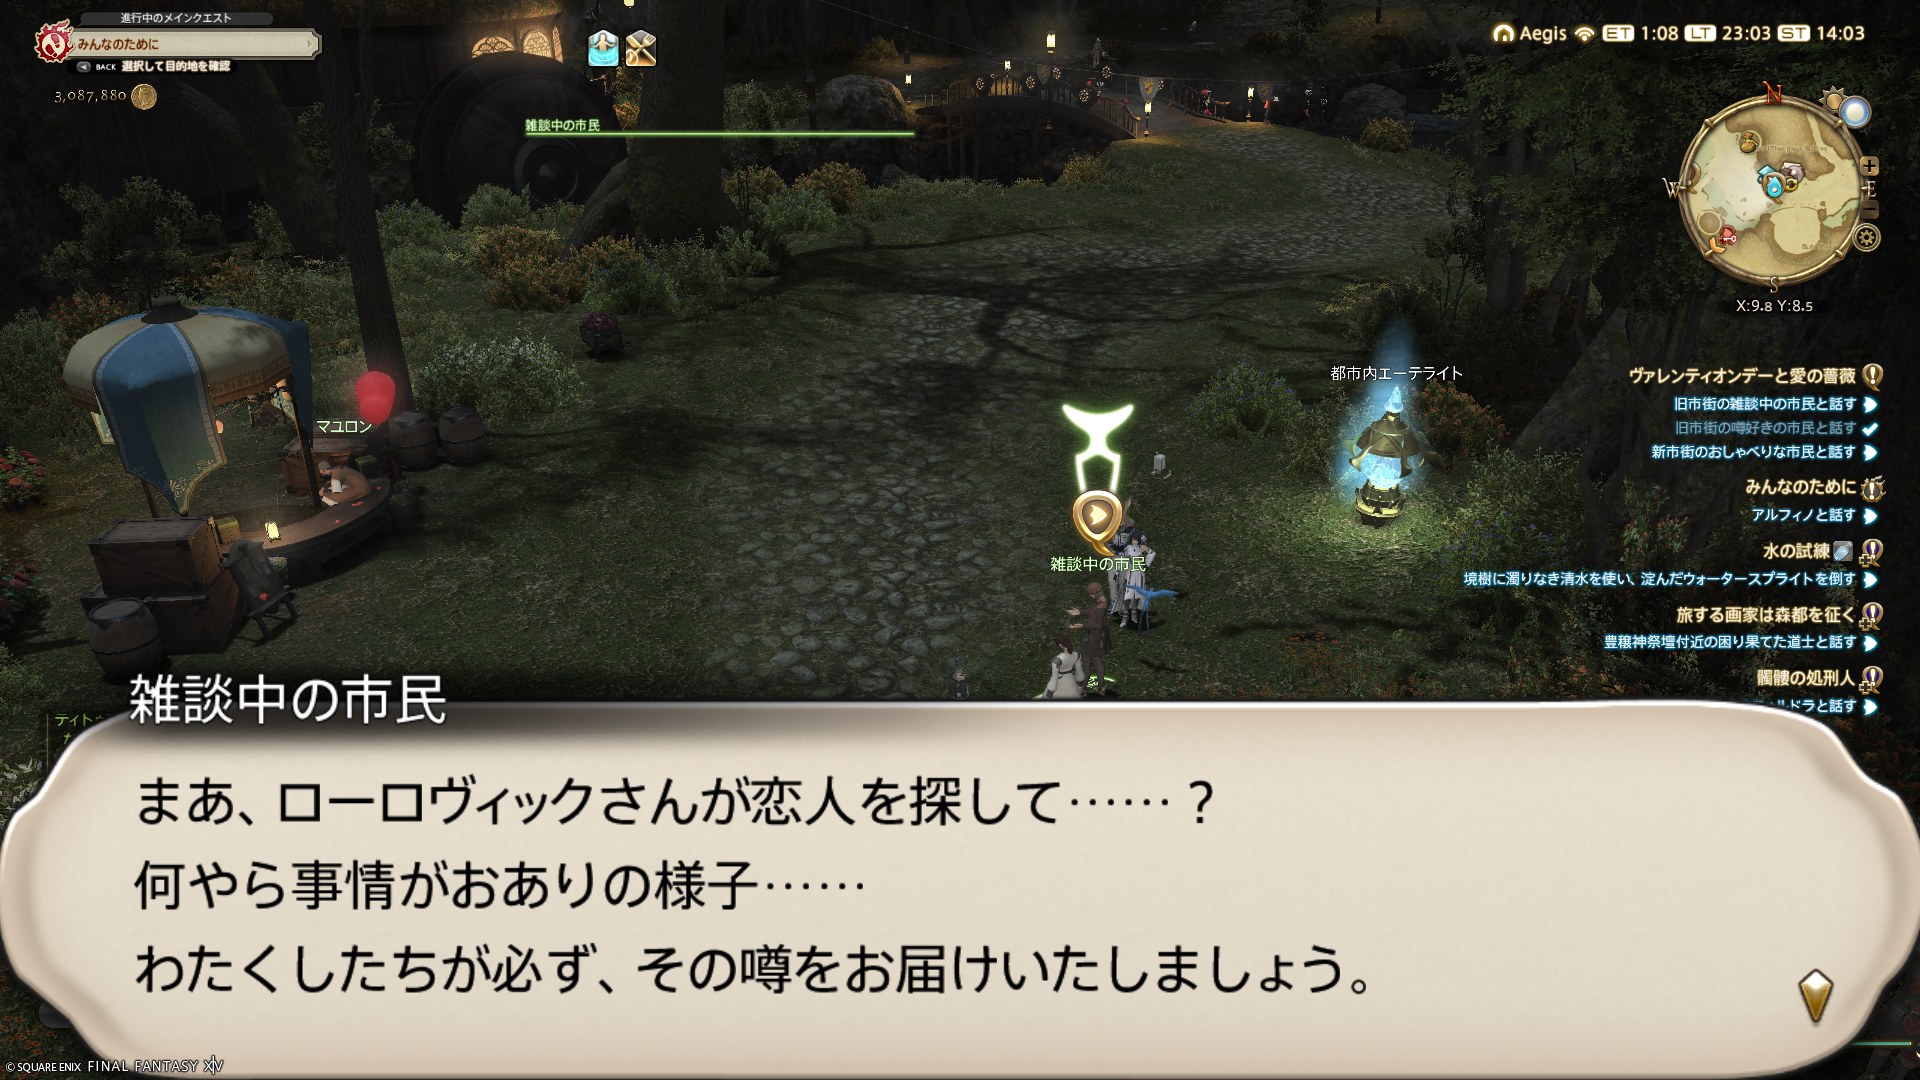 進行中のメインクエスト
みんなのために
BACK 選択して目的地を確認
3,087,880
雑談中の市民
Aegis ET 1:08 LT 23:03 ST 14:03
N
W
E
S
X:9.8 Y:8.5
ヴァレンティオンデーと愛の薔薇
旧市街の雑談中の市民と話す
旧市街の噂好きの市民と話す
新市街のおしゃべりな市民と話す
みんなのために
アルフィノと話す
水の試練
境樹に濁りなき清水を使い、淀んだウォータースプライトを倒す
旅する画家は森都を征く
豊穣神祭壇付近の困り果てた道士と話す
髑髏の処刑人
ルドラと話す
都市内エーテライト
マユロン
雑談中の市民
ティト
雑談中の市民
まあ、ローロヴィックさんが恋人を探して……？
何やら事情がおありの様子……
わたくしたちが必ず、その噂をお届けいたしましょう。
© SQUARE ENIX FINAL FANTASY XIV